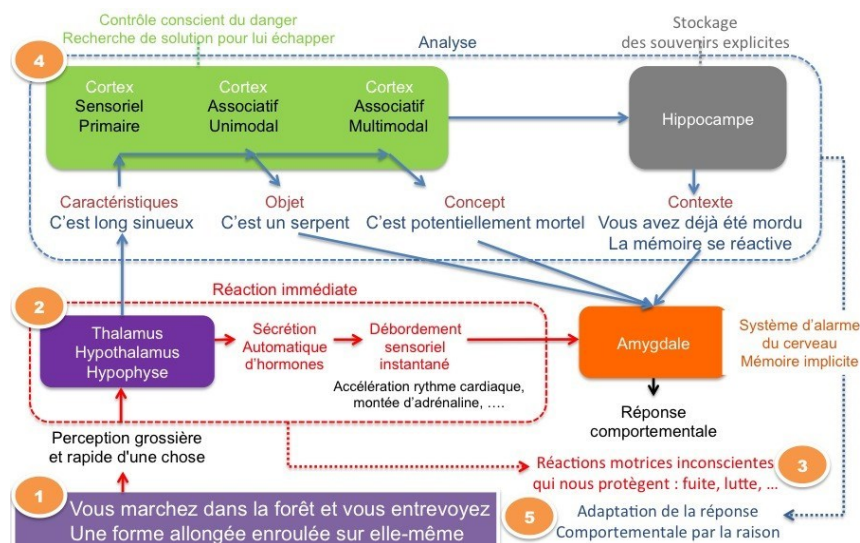 Contrôle conscient du danger
Recherche de solution pour lui échapper
Stockage
des souvenirs explicites
Analyse
4
Cortex
Sensoriel
Primaire
Cortex
Associatif
Unimodal
Cortex
Associatif
Multimodal
Hippocampe
Caractéristiques
C'est long sinueux
Objet
C'est un serpent
Concept
C'est potentiellement mortel
Contexte
Vous avez déjà été mordu
La mémoire se réactive
2
Réaction immédiate
Thalamus
Hypothalamus
Hypophyse
Sécrétion
Automatique
d'hormones
Débordement
sensoriel
instantané
Accélération rythme cardiaque,
montée d'adrénaline, ....
Amygdale
Système d'alarme
du cerveau
Mémoire implicite
Réponse
comportementale
Perception grossière
et rapide d'une chose
Réactions motrices inconscientes
qui nous protègent : fuite, lutte, ...
3
1
Vous marchez dans la forêt et vous entrevoyez
Une forme allongée enroulée sur elle-même
5
Adaptation de la réponse
Comportementale par la raison